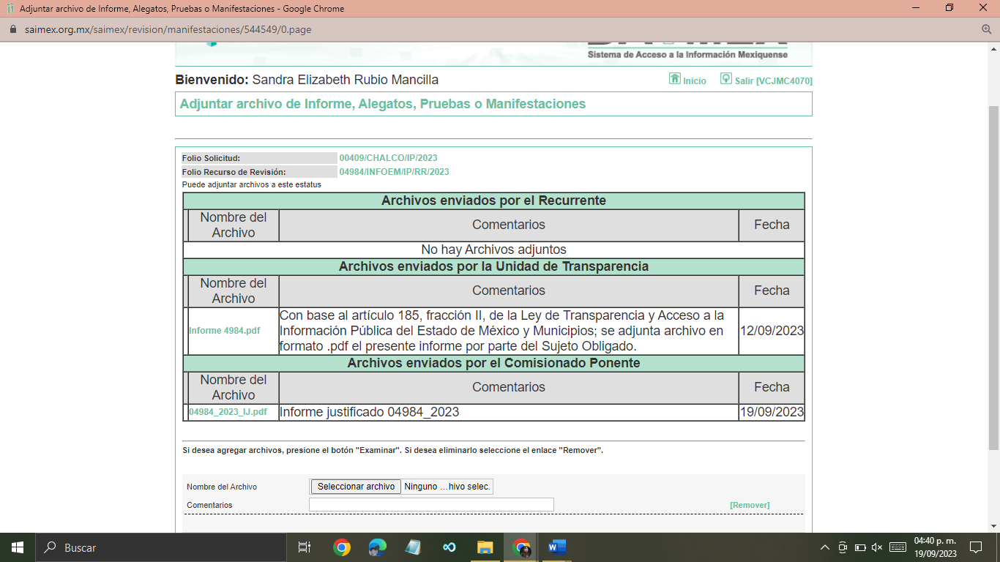 Adjuntar archivo de Informe, Alegatos, Pruebas o Manifestaciones - Google Chrome
saimex.org.mx/saimex/revision/manifestaciones/544549/0.page
Sistema de Acceso a la Información Mexiquense
Bienvenido: Sandra Elizabeth Rubio Mancilla
Inicio
Salir [VCJMC4070]
Adjuntar archivo de Informe, Alegatos, Pruebas o Manifestaciones
Folio Solicitud: 00409/CHALCO/IP/2023
Folio Recurso de Revisión: 04984/INFOEM/IP/RR/2023
Puede adjuntar archivos a este estatus
Archivos enviados por el Recurrente
Nombre del Archivo
Comentarios
Fecha
No hay Archivos adjuntos
Archivos enviados por la Unidad de Transparencia
Nombre del Archivo
Comentarios
Fecha
Informe 4984.pdf
Con base al artículo 185, fracción II, de la Ley de Transparencia y Acceso a la
Información Pública del Estado de México y Municipios; se adjunta archivo en
formato .pdf el presente informe por parte del Sujeto Obligado.
12/09/2023
Archivos enviados por el Comisionado Ponente
Nombre del Archivo
Comentarios
Fecha
04984_2023_IJ.pdf
Informe justificado 04984_2023
19/09/2023
Si desea agregar archivos, presione el botón "Examinar". Si desea eliminarlo seleccione el enlace "Remover".
Nombre del Archivo
Seleccionar archivo
Ninguno ...hivo selec.
Comentarios
[Remover]
Buscar
04:40 p. m.
19/09/2023